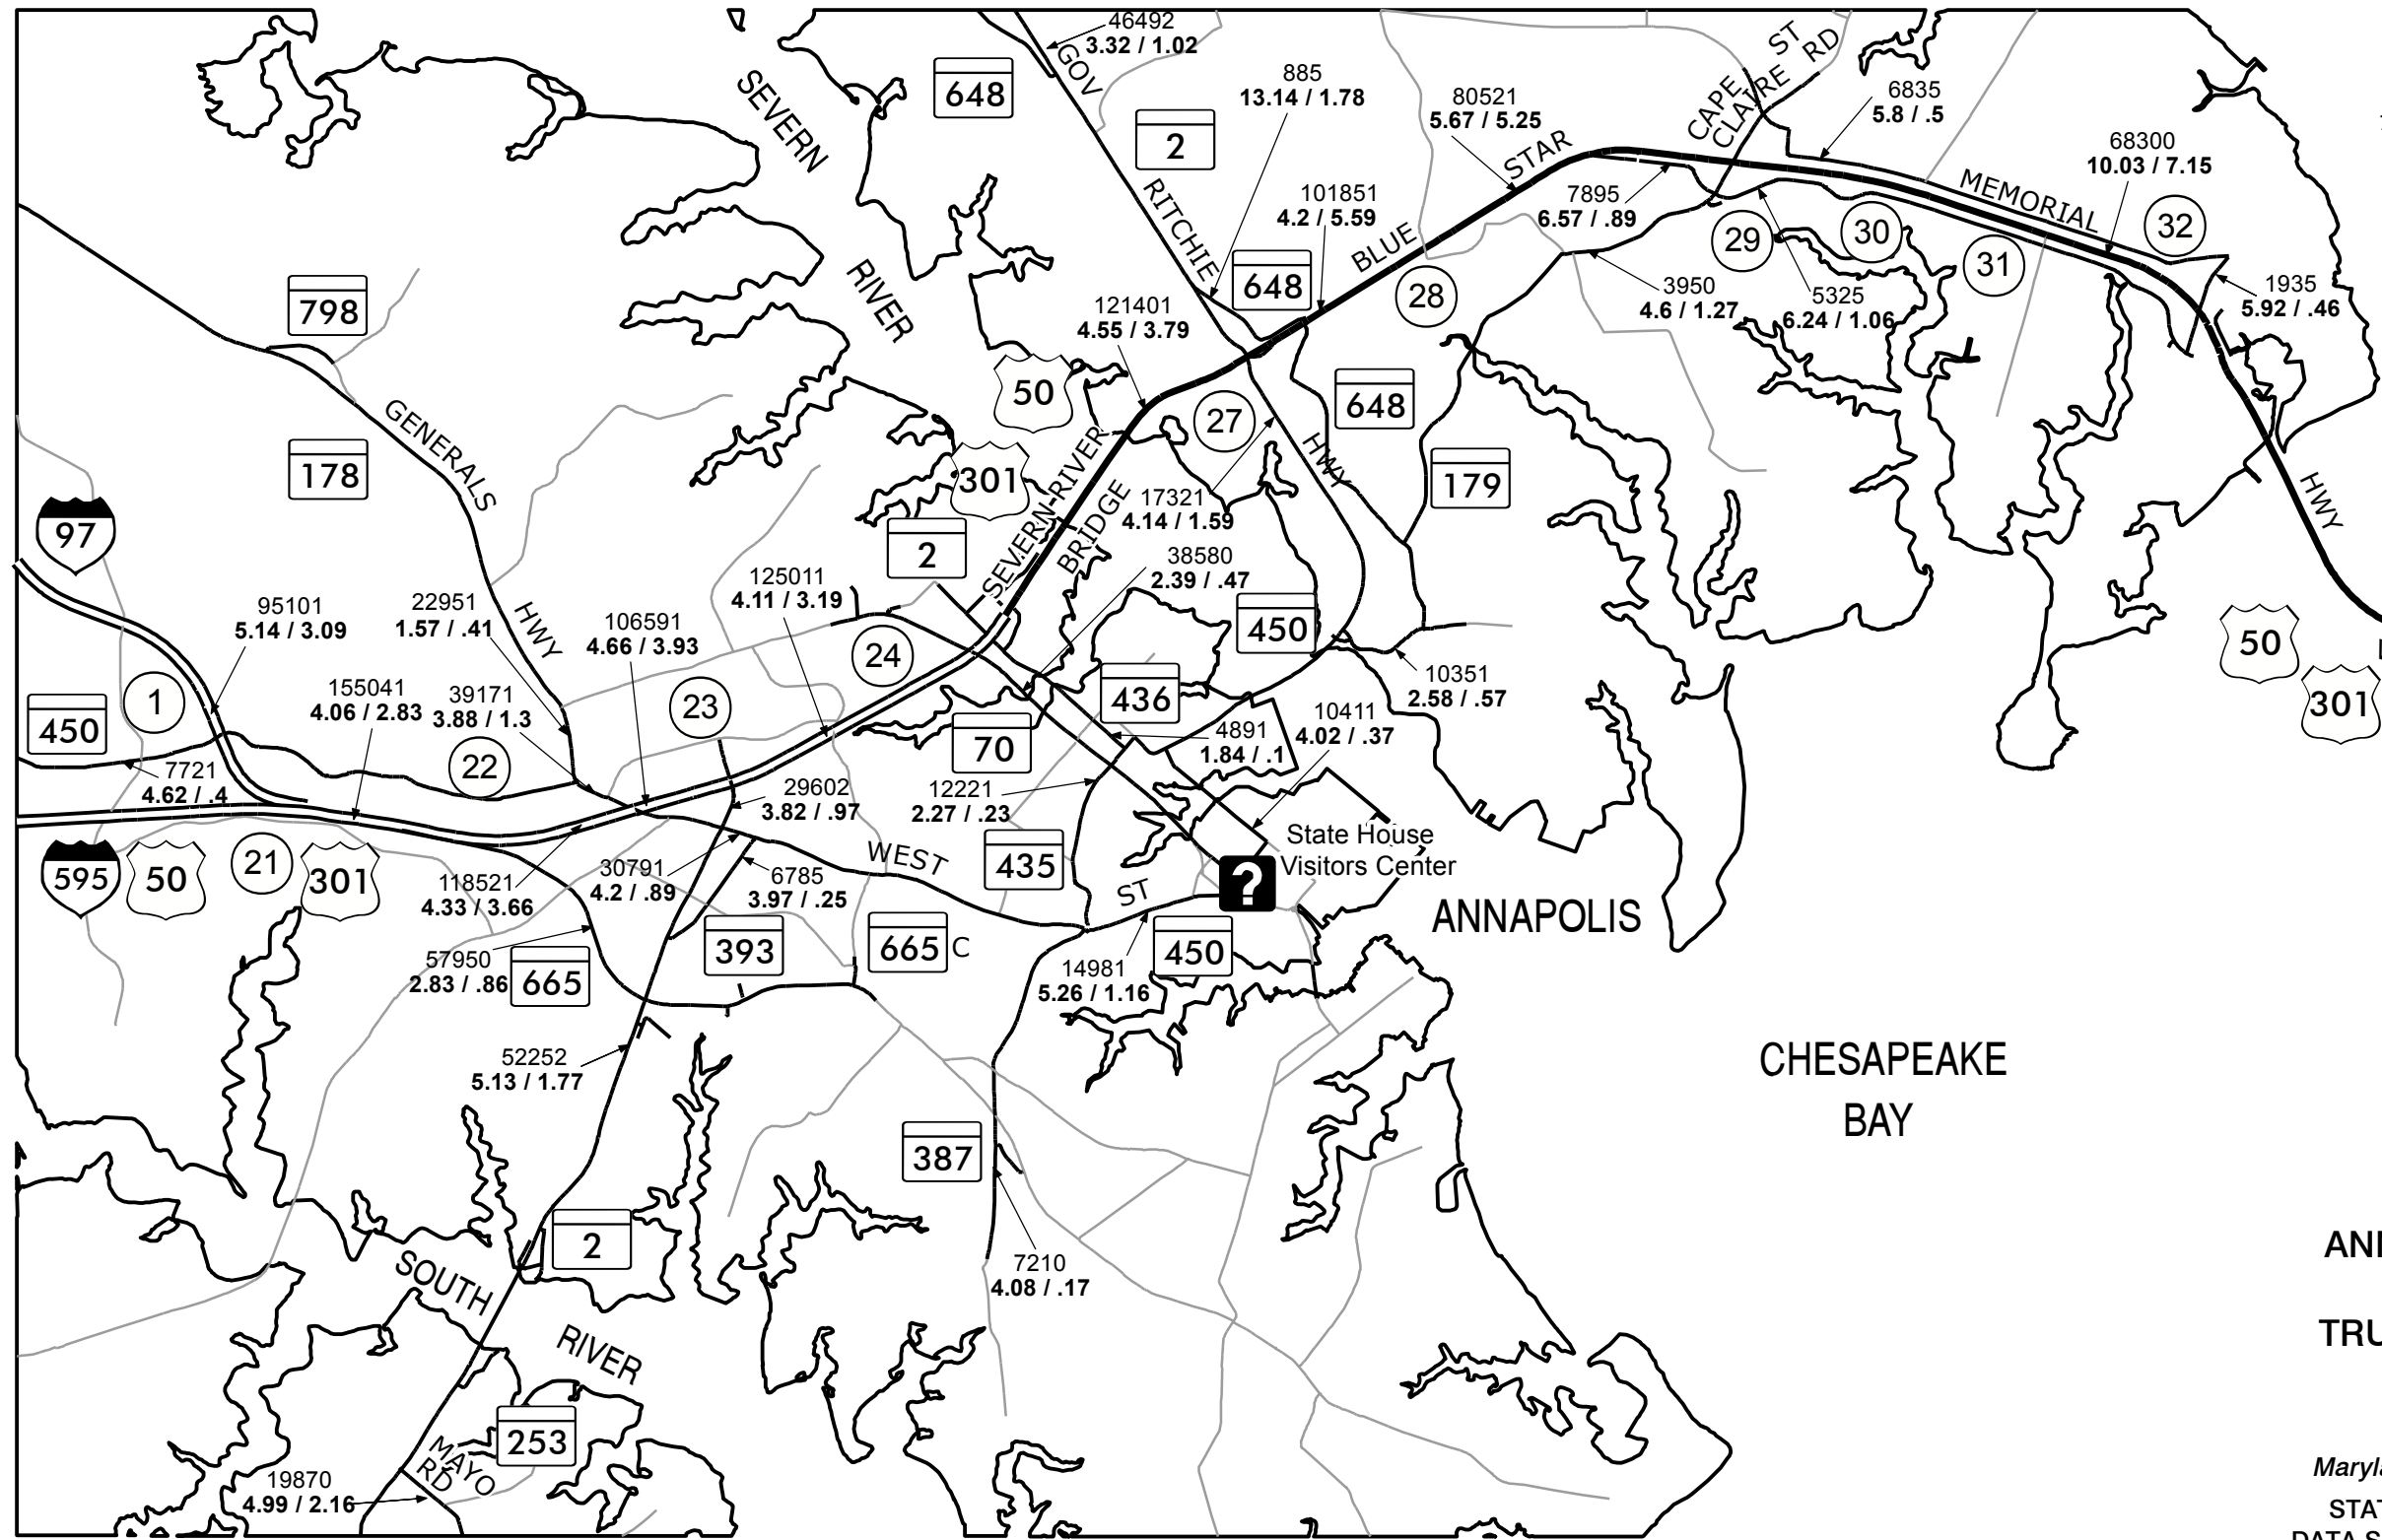 46492
3.32 / 1.02
GOV
RITCHIE
HWY
648
2
885
13.14 / 1.78
80521
5.67 / 5.25
CAPE ST
CLAIRE RD
6835
5.8 / .5
68300
10.03 / 7.15
SEVERN
RIVER
101851
4.2 / 5.59
BLUE
STAR
MEMORIAL
HWY
7895
6.57 / .89
29
30
31
32
28
648
798
121401
4.55 / 3.79
3950
4.6 / 1.27
5325
6.24 / 1.06
1935
5.92 / .46
50
27
648
GENERALS
HWY
178
301
SEVERN-RIVER
BRIDGE
17321
4.14 / 1.59
179
97
2
38580
2.39 / .47
95101
5.14 / 3.09
22951
1.57 / .41
106591
4.66 / 3.93
125011
4.11 / 3.19
24
450
50
301
1
450
155041
4.06 / 2.83
39171
3.88 / 1.3
23
436
10351
2.58 / .57
70
4891
1.84 / .1
10411
4.02 / .37
22
7721
4.62 / .4
29602
3.82 / .97
12221
2.27 / .23
State House
Visitors Center
?
595
50
21
301
118521
4.33 / 3.66
30791
4.2 / .89
6785
3.97 / .25
WEST
ST
435
ANNAPOLIS
57950
2.83 / .86
665
393
665 C
450
14981
5.26 / 1.16
52252
5.13 / 1.77
CHESAPEAKE
BAY
387
2
7210
4.08 / .17
SOUTH
RIVER
253
MAYO
RD
19870
4.99 / 2.16
ANN
TRU
Maryla
STAT
DATA S